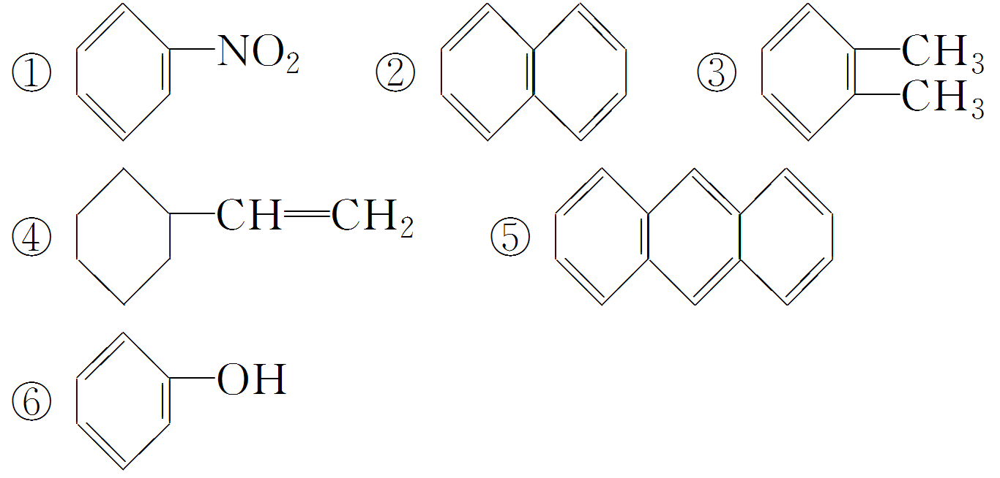 ① NO₂ ② ③ CH₃
CH₃
④ CH═CH₂ ⑤
⑥ OH